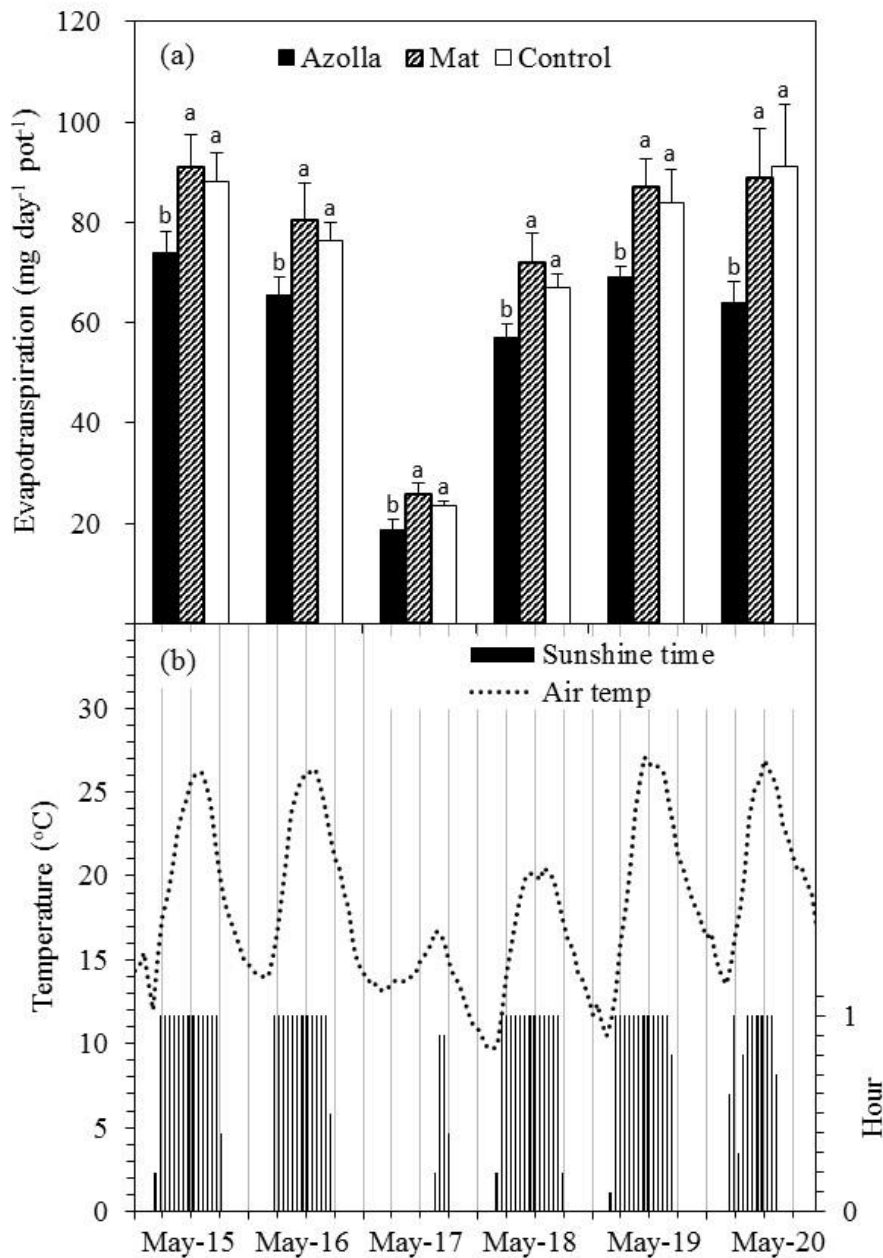 120
(a)
Azolla Mat Control
100
80
60
40
20
Evapotranspiration (mg day⁻¹ pot⁻¹)
b a a
b a a
b a a
b a a
b a a
b a a
(b)
Sunshine time
Air temp
30
25
20
15
10
5
0
Temperature (°C)
1
0
Hour
May-15 May-16 May-17 May-18 May-19 May-20